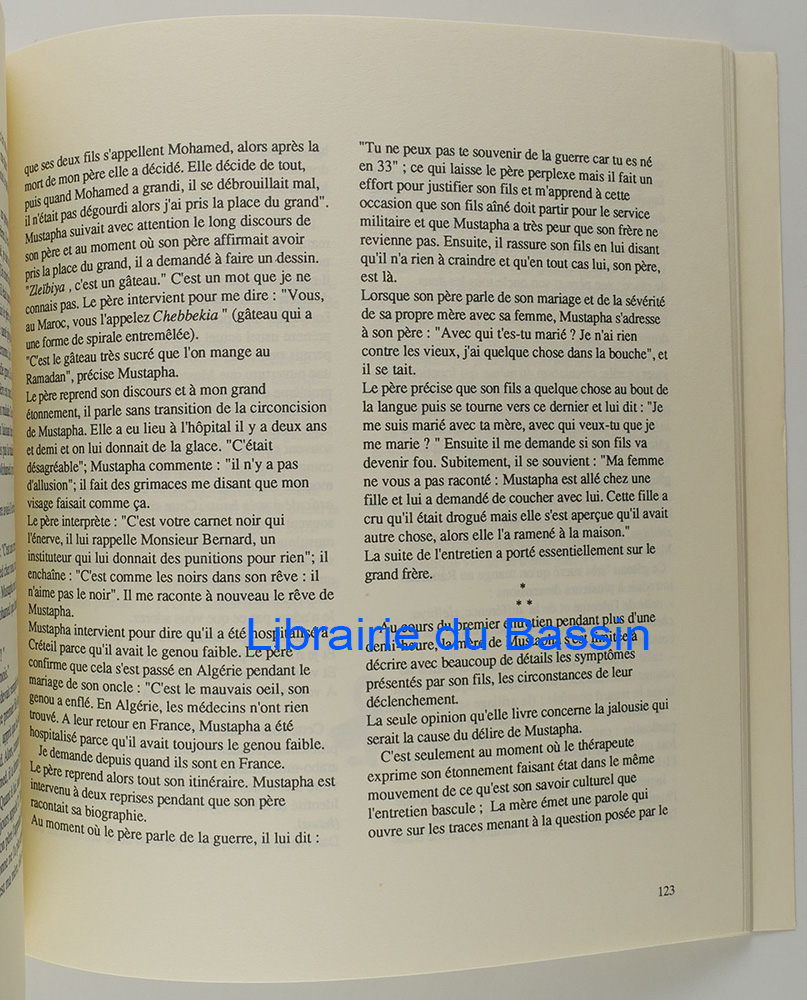 que ses deux fils s'appellent Mohamed, alors après la
mort de mon père elle a décidé. Elle décide de tout,
puis quand Mohamed a grandi, il se débrouillait mal,
il n'était pas dégourdi alors j'ai pris la place du grand".
Mustapha suivait avec attention le long discours de
son père et au moment où son père affirmait avoir
pris la place du grand, il a demandé à faire un dessin.
"Zleïbiya , c'est un gâteau." C'est un mot que je ne
connais pas. Le père intervient pour me dire : "Vous,
au Maroc, vous l'appelez Chebbekia " (gâteau qui a
une forme de spirale entremêlée).
"C'est le gâteau très sucré que l'on mange au
Ramadan", précise Mustapha.
Le père reprend son discours et à mon grand
étonnement, il parle sans transition de la circoncision
de Mustapha. Elle a eu lieu à l'hôpital il y a deux ans
et demi et on lui donnait de la glace. "C'était
désagréable"; Mustapha commente : "il n'y a pas
d'allusion"; il fait des grimaces me disant que mon
visage faisait comme ça.
Le père interprète : "C'est votre carnet noir qui
l'énerve, il lui rappelle Monsieur Bernard, un
instituteur qui lui donnait des punitions pour rien"; il
enchaîne : "C'est comme les noirs dans son rêve : il
n'aime pas le noir". Il me raconte à nouveau le rêve de
Mustapha.
Mustapha intervient pour dire qu'il a été hospitalisé à
Créteil parce qu'il avait le genou faible. Le père
confirme que cela s'est passé en Algérie pendant le
mariage de son oncle : "C'est le mauvais oeil, son
genou a enflé. En Algérie, les médecins n'ont rien
trouvé. A leur retour en France, Mustapha a été
hospitalisé parce qu'il avait toujours le genou faible.
Je demande depuis quand ils sont en France.
Le père reprend alors tout son itinéraire. Mustapha est
intervenu à deux reprises pendant que son père
racontait sa biographie.
Au moment où le père parle de la guerre, il lui dit :
"Tu ne peux pas te souvenir de la guerre car tu es né
en 33" ; ce qui laisse le père perplexe mais il fait un
effort pour justifier son fils et m'apprend à cette
occasion que son fils aîné doit partir pour le service
militaire et que Mustapha a très peur que son frère ne
revienne pas. Ensuite, il rassure son fils en lui disant
qu'il n'a rien à craindre et qu'en tout cas lui, son père,
est là.
Lorsque son père parle de son mariage et de la sévérité
de sa propre mère avec sa femme, Mustapha s'adresse
à son père : "Avec qui t'es-tu marié ? Je n'ai rien
contre les vieux, j'ai quelque chose dans la bouche", et
il se tait.
Le père précise que son fils a quelque chose au bout de
la langue puis se tourne vers ce dernier et lui dit : "Je
me suis marié avec ta mère, avec qui veux-tu que je
me marie ? " Ensuite il me demande si son fils va
devenir fou. Subitement, il se souvient : "Ma femme
ne vous a pas raconté : Mustapha est allé chez une
fille et lui a demandé de coucher avec lui. Cette fille a
cru qu'il était drogué mais elle s'est aperçue qu'il avait
autre chose, alors elle l'a ramené à la maison."
La suite de l'entretien a porté essentiellement sur le
grand frère.
*
* *
Au cours du premier entretien pendant plus d'une
demi-heure, la mère de Mustapha s'est limitée à
décrire avec beaucoup de détails les symptômes
présentés par son fils, les circonstances de leur
déclenchement.
La seule opinion qu'elle livre concerne la jalousie qui
serait la cause du délire de Mustapha.
C'est seulement au moment où le thérapeute
exprime son étonnement faisant état dans le même
mouvement de ce qu'est son savoir culturel que
l'entretien bascule ; La mère émet une parole qui
ouvre sur les traces menant à la question posée par le
123
Librairie du Bassin